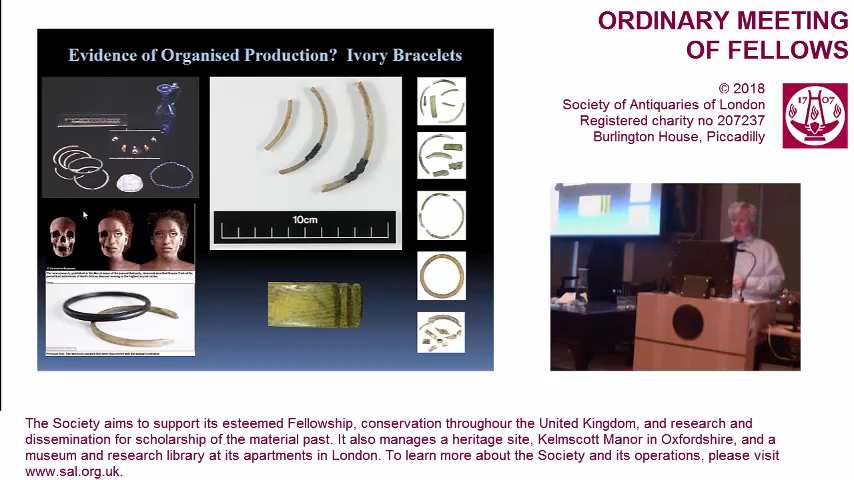 ORDINARY MEETING
OF FELLOWS
Evidence of Organised Production? Ivory Bracelets
© 2018
Society of Antiquaries of London
Registered charity no 207237
Burlington House, Piccadilly
17 07
10cm
The Society aims to support its esteemed Fellowship, conservation throughour the United Kingdom, and research and
dissemination for scholarship of the material past. It also manages a heritage site, Kelmscott Manor in Oxfordshire, and a
museum and research library at its apartments in London. To learn more about the Society and its operations, please visit
www.sal.org.uk.